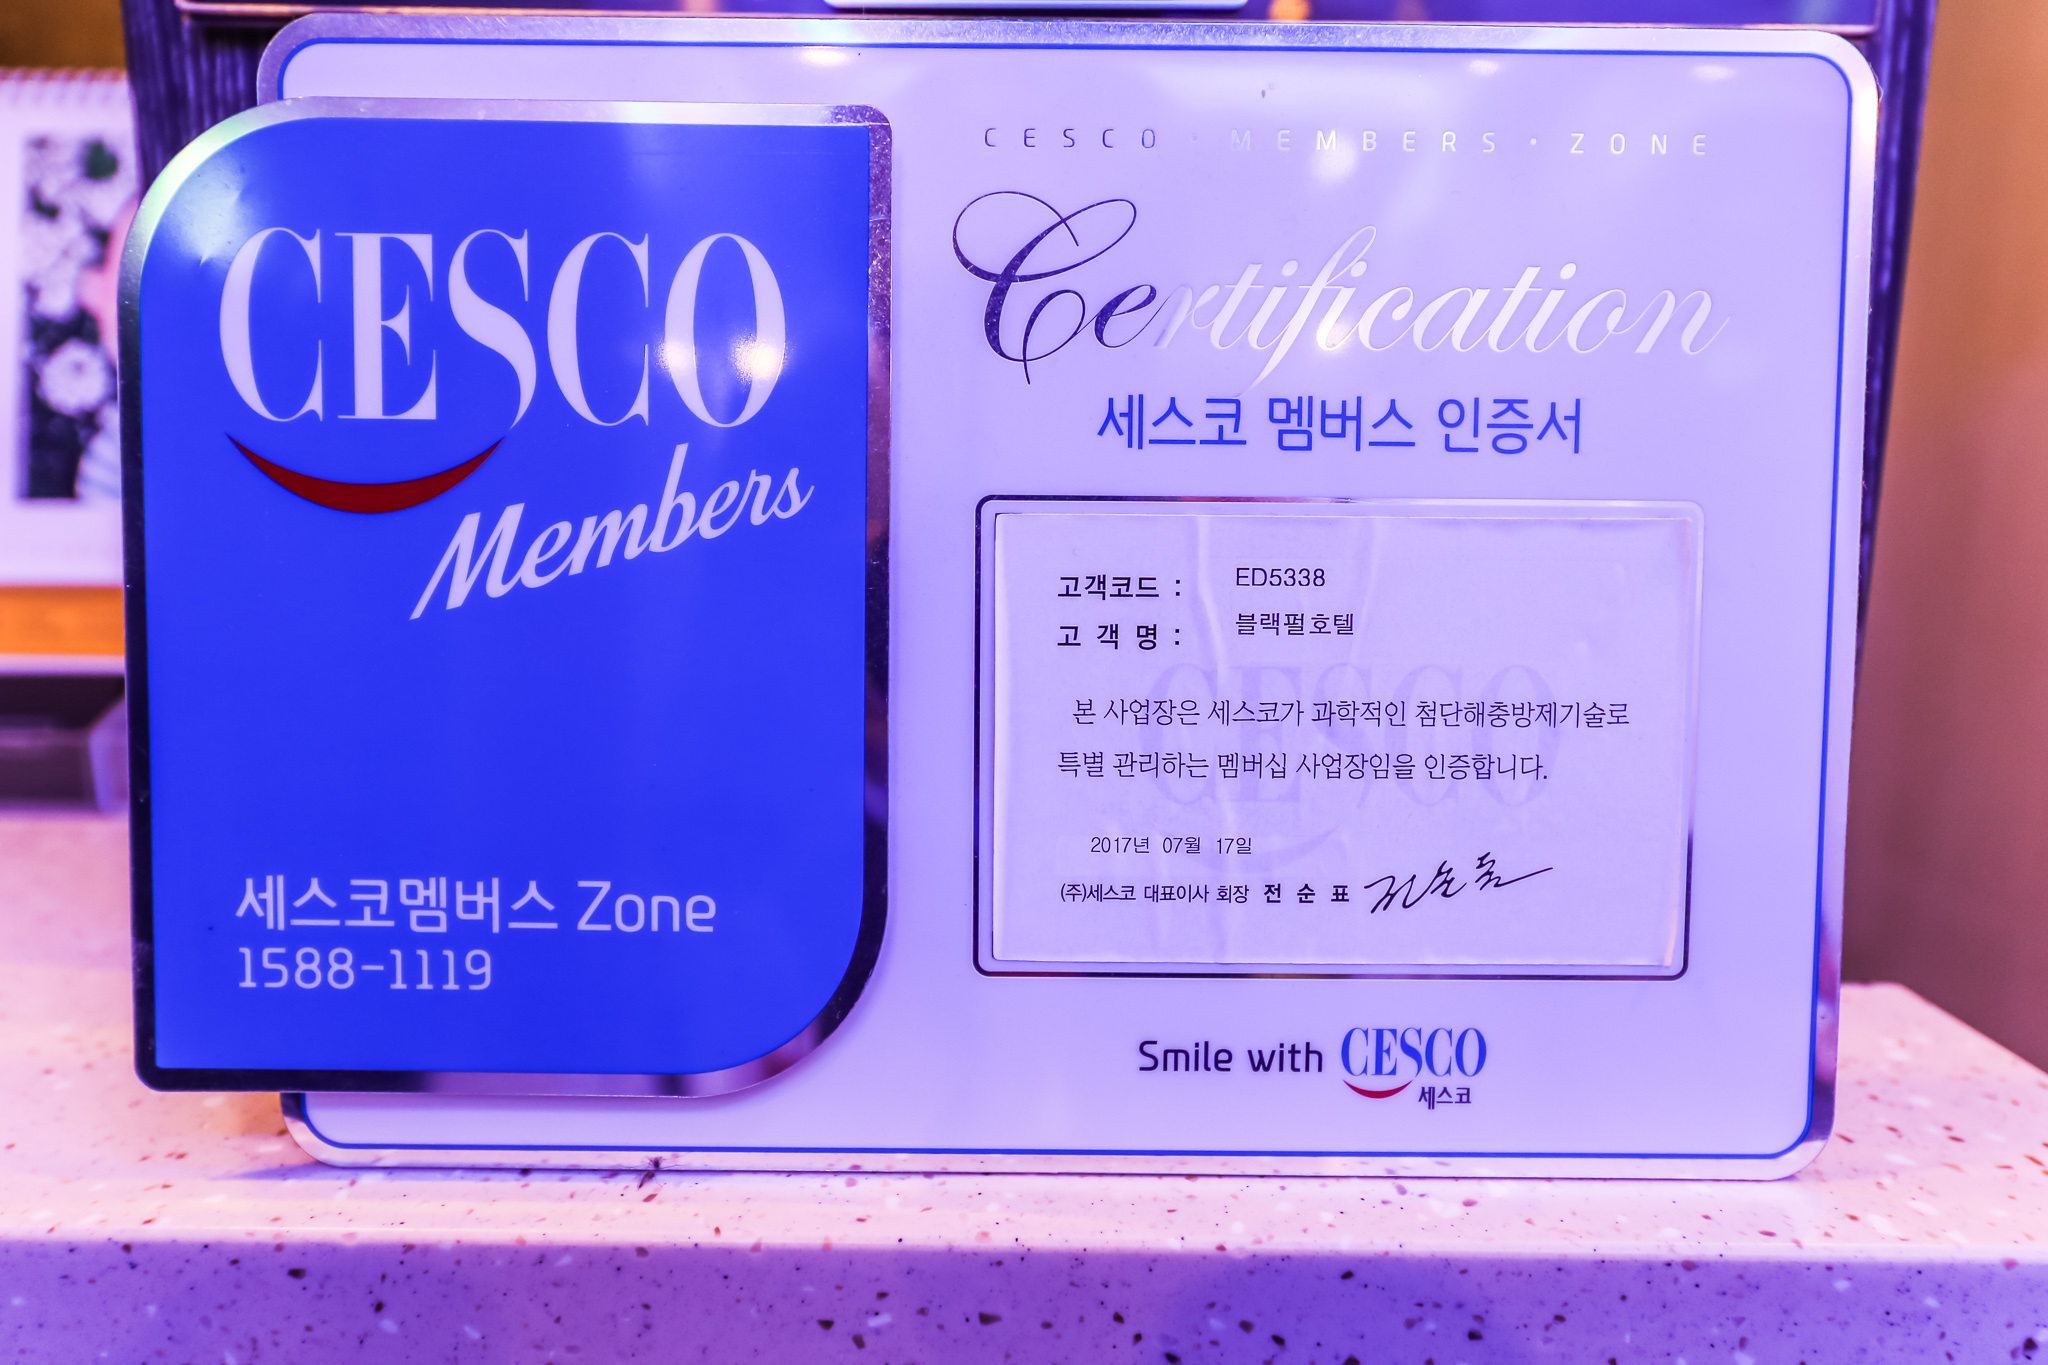 CESCO
Members
세스코멤버스 Zone
1588-1119
CESCO · MEMBERS · ZONE
Certification
세스코 멤버스 인증서
고객코드 : ED5338
고 객 명 : 블랙펄호텔
본 사업장은 세스코가 과학적인 첨단해충방제기술로
특별 관리하는 멤버십 사업장임을 인증합니다.
2017년 07월 17일
(주)세스코 대표이사 회장 전 순 표 전순표
CESCO
Smile with CESCO
세스코